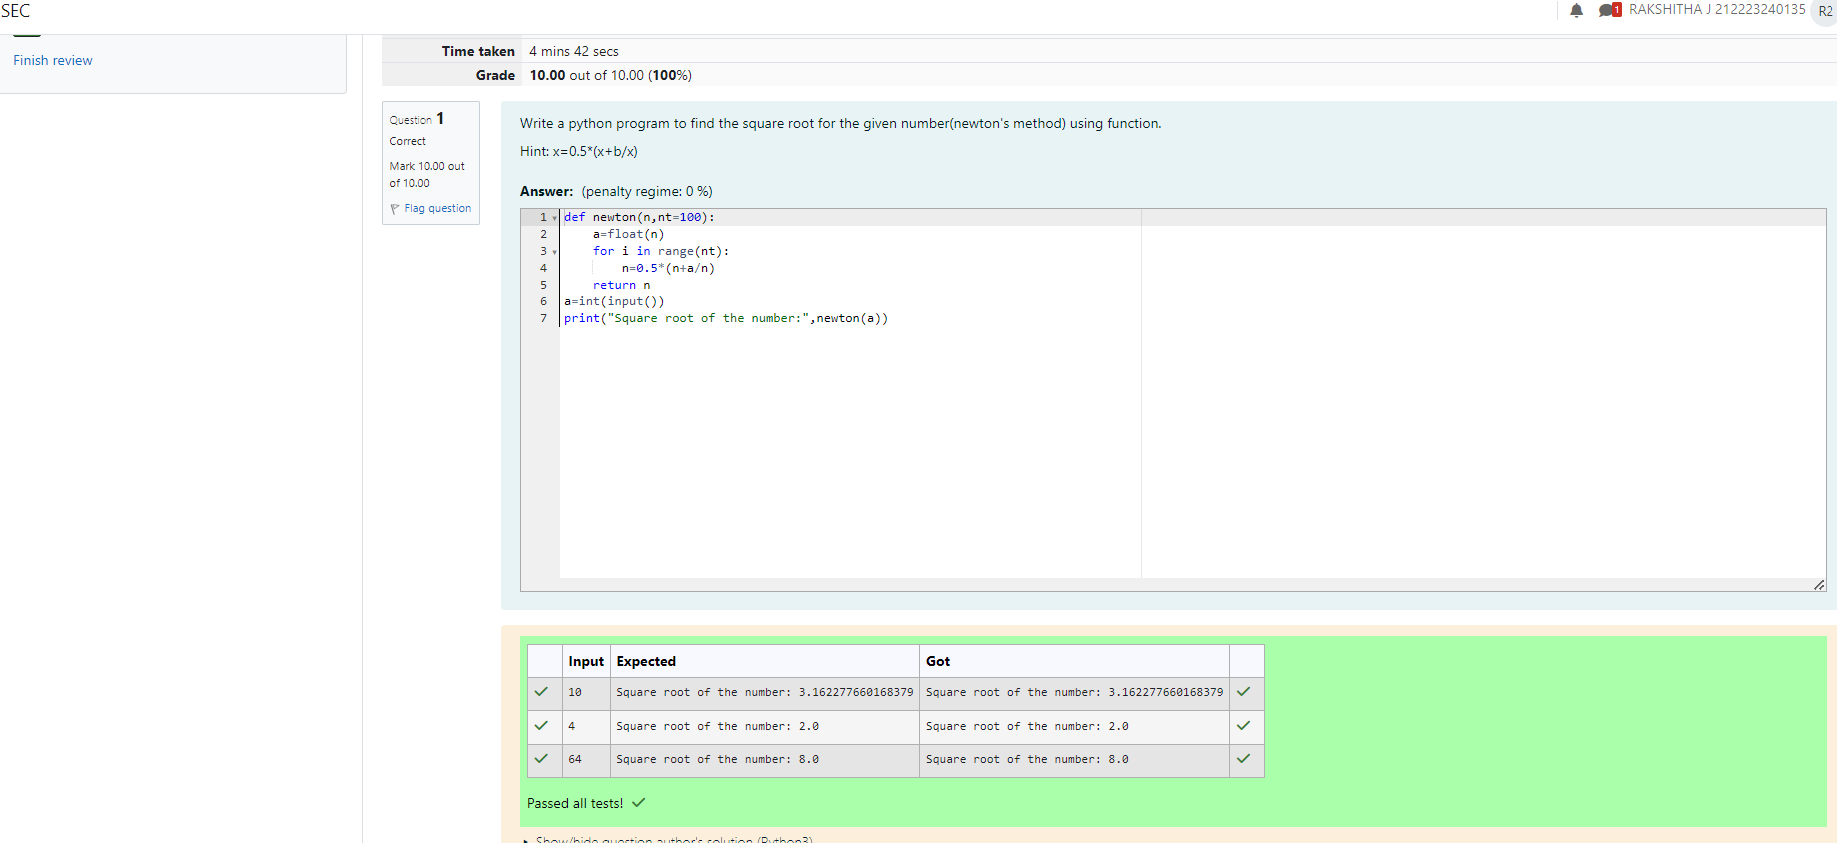 SEC
1
RAKSHITHA J 212223240135
R2
Finish review
Time taken 4 mins 42 secs
Grade 10.00 out of 10.00 (100%)
Question 1
Correct
Mark 10.00 out
of 10.00
Flag question
Write a python program to find the square root for the given number(newton's method) using function.
Hint: x=0.5*(x+b/x)
Answer: (penalty regime: 0 %)
1 def newton(n,nt=100):
2 a=float(n)
3 for i in range(nt):
4 n=0.5*(n+a/n)
5 return n
6 a=int(input())
7 print("Square root of the number:",newton(a))
Input Expected Got
10 Square root of the number: 3.162277660168379 Square root of the number: 3.162277660168379
4 Square root of the number: 2.0 Square root of the number: 2.0
64 Square root of the number: 8.0 Square root of the number: 8.0
Passed all tests!
Show/hide question author's solution (Python3)